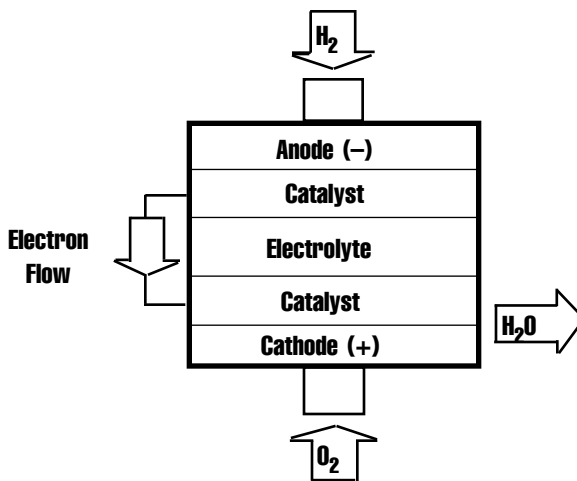 H₂
Anode (–)
Catalyst
Electron
Flow
Electrolyte
Catalyst
H₂O
Cathode (+)
O₂